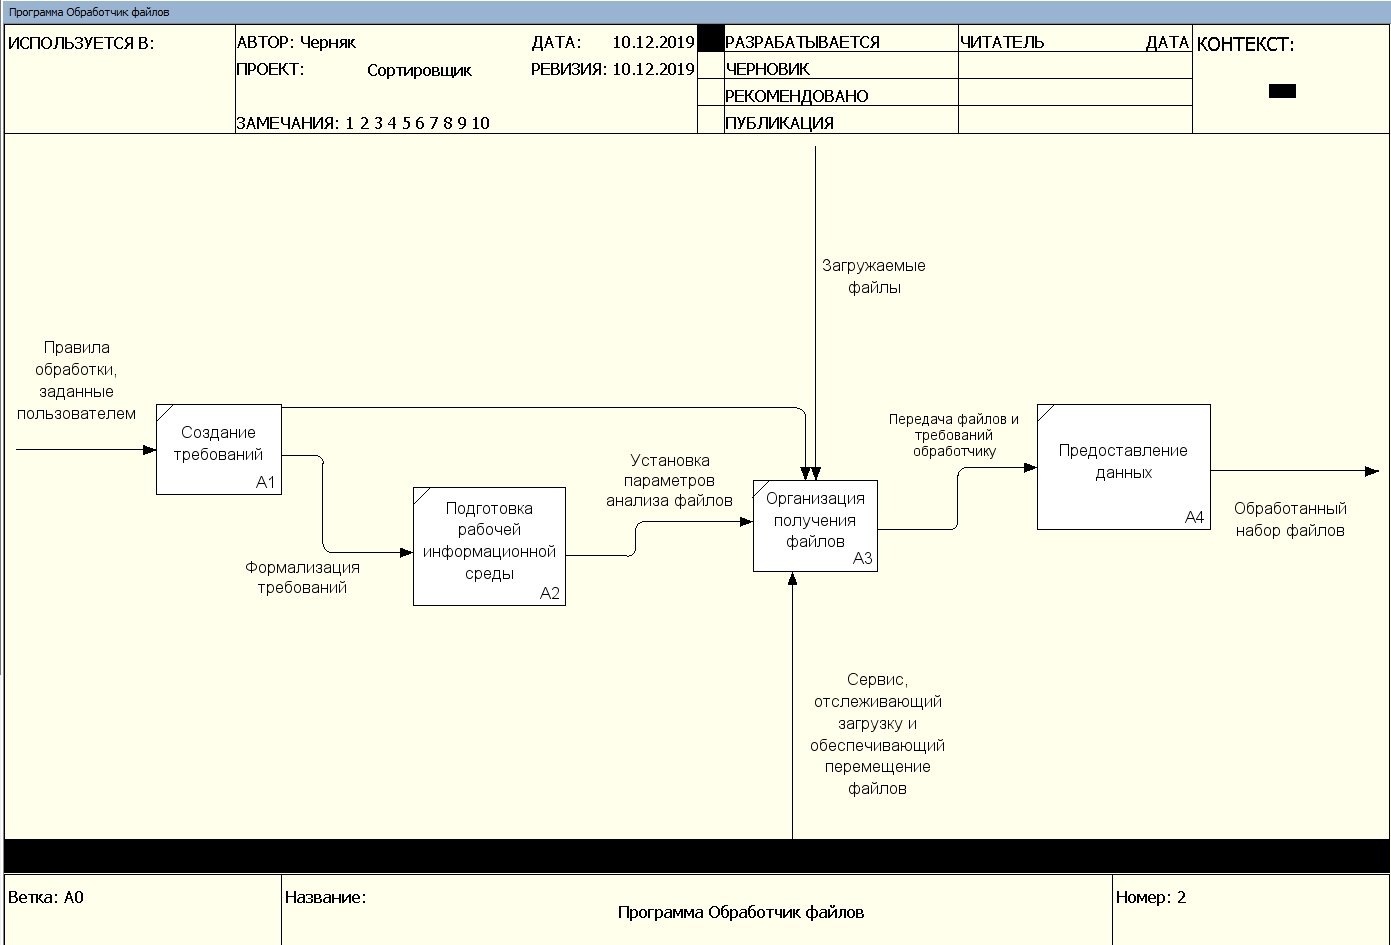 Программа Обработчик файлов
ИСПОЛЬЗУЕТСЯ В:
АВТОР: Черняк
ДАТА: 10.12.2019
ПРОЕКТ: Сортировщик
РЕВИЗИЯ: 10.12.2019
ЗАМЕЧАНИЯ: 1 2 3 4 5 6 7 8 9 10
РАЗРАБАТЫВАЕТСЯ
ЧЕРНОВИК
РЕКОМЕНДОВАНО
ПУБЛИКАЦИЯ
ЧИТАТЕЛЬ
ДАТА
КОНТЕКСТ:
Загружаемые
файлы
Правила
обработки,
заданные
пользователем
Создание
требований
A1
Формализация
требований
Подготовка
рабочей
информационной
среды
A2
Установка
параметров
анализа файлов
Организация
получения
файлов
A3
Передача файлов и
требований
обработчику
Предоставление
данных
A4
Обработанный
набор файлов
Сервис,
отслеживающий
загрузку и
обеспечивающий
перемещение
файлов
Ветка: A0
Название:
Программа Обработчик файлов
Номер: 2